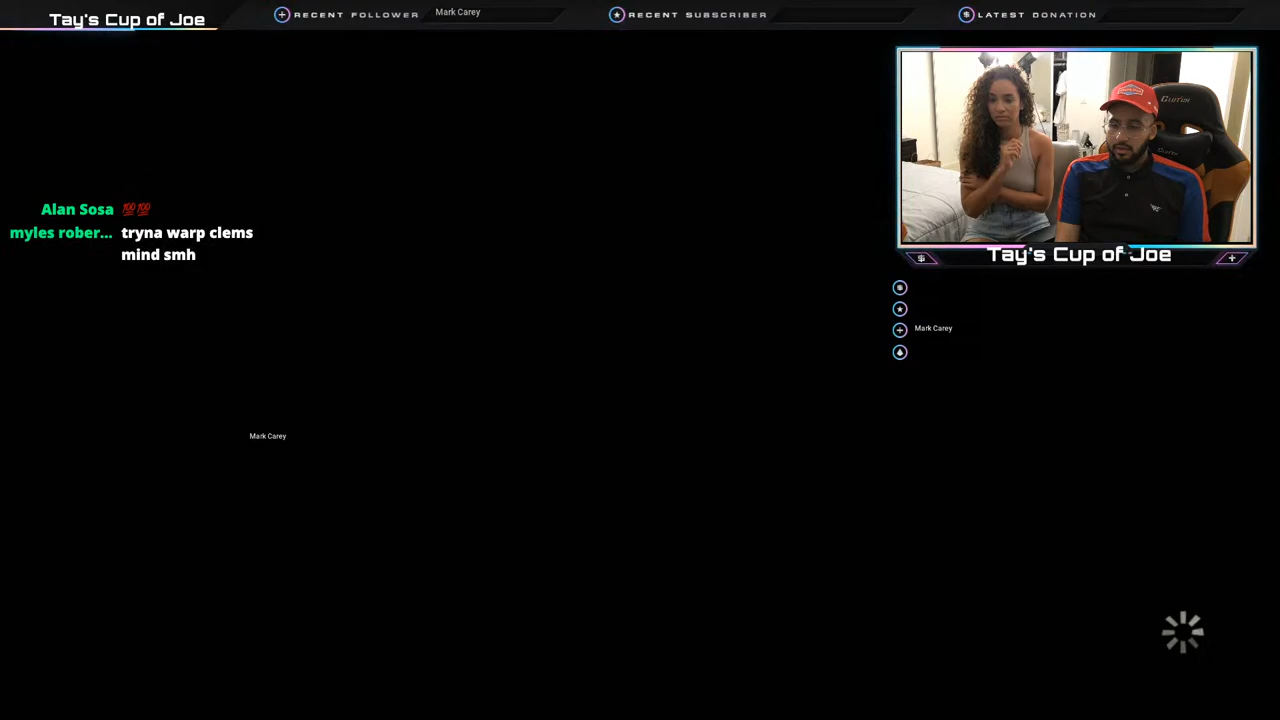 Tay's Cup of Joe
RECENT FOLLOWER Mark Carey
RECENT SUBSCRIBER
LATEST DONATION
Alan Sosa 💯💯
myles rober... tryna warp clems
mind smh
Tay's Cup of Joe
Mark Carey
Mark Carey